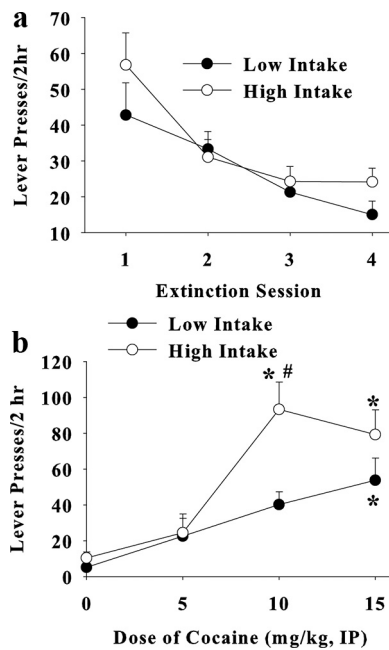 a
70
60
50
40
30
20
10
Lever Presses/2hr
Low Intake
High Intake
1 2 3 4
Extinction Session
b
Low Intake
High Intake
120
100
80
60
40
20
0
Lever Presses/2 hr
* #
*
*
0 5 10 15
Dose of Cocaine (mg/kg, IP)